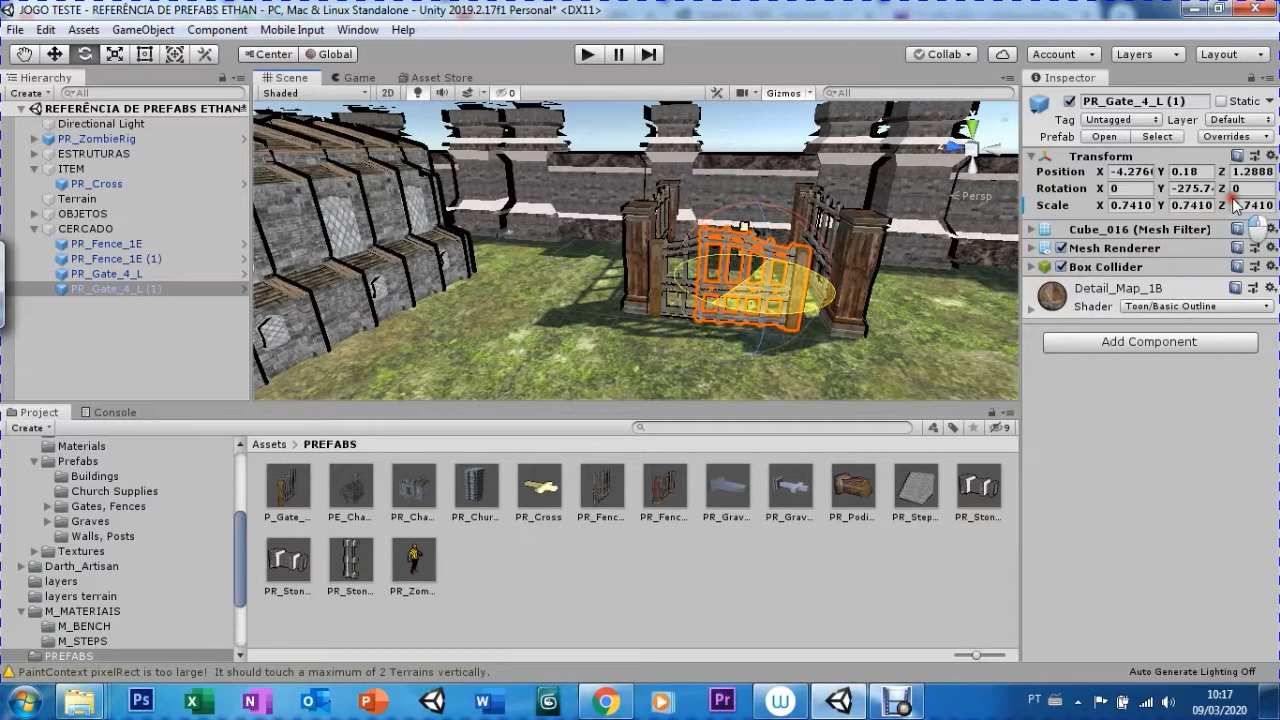 JOGO TESTE - REFERÊNCIA DE PREFABS ETHAN - PC, Mac & Linux Standalone - Unity 2019.2.17f1 Personal* <DX11>
File Edit Assets GameObject Component Mobile Input Window Help
Center Global Collab Account Layers Layout
Hierarchy Scene Game Asset Store Inspector
Create All Shaded 2D 0 Gizmos All
REFERÊNCIA DE PREFABS ETHAN*
Directional Light
PR_ZombieRig
ESTRUTURAS
ITEM
PR_Cross
Terrain
OBJETOS
CERCADO
PR_Fence_1E
PR_Fence_1E (1)
PR_Gate_4_L
PR_Gate_4_L (1)
Persp
PR_Gate_4_L (1) Static
Tag Untagged Layer Default
Prefab Open Select Overrides
Transform
Position X Y 0.18 Z 1.2888
Rotation X 0 Y -275.7 Z 0
Scale X 0.7410 Y 0.7410 Z .7410
Cube_016 (Mesh Filter)
Mesh Renderer
Box Collider
Detail_Map_1B
Shader Toon/Basic Outline
Add Component
Project Console
Create 9
Materials
Prefabs
Buildings
Church Supplies
Gates, Fences
Graves
Walls, Posts
Textures
Darth_Artisan
layers
layers terrain
M_MATERIAIS
M_BENCH
M_STEPS
PREFABS
Assets > PREFABS
P_Gate_... PE_Cha... PR_Cha... PR_Chur... PR_Cross PR_Fenc... PR_Fenc... PR_Grav... PR_Grav... PR_Podi... PR_Step... PR_Ston...
PR_Ston... PR_Ston... PR_Zom...
PaintContext pixelRect is too large! It should touch a maximum of 2 Terrains vertically.
Auto Generate Lighting Off
Ps X N O P W Pr W
PT 10:17
09/03/2020